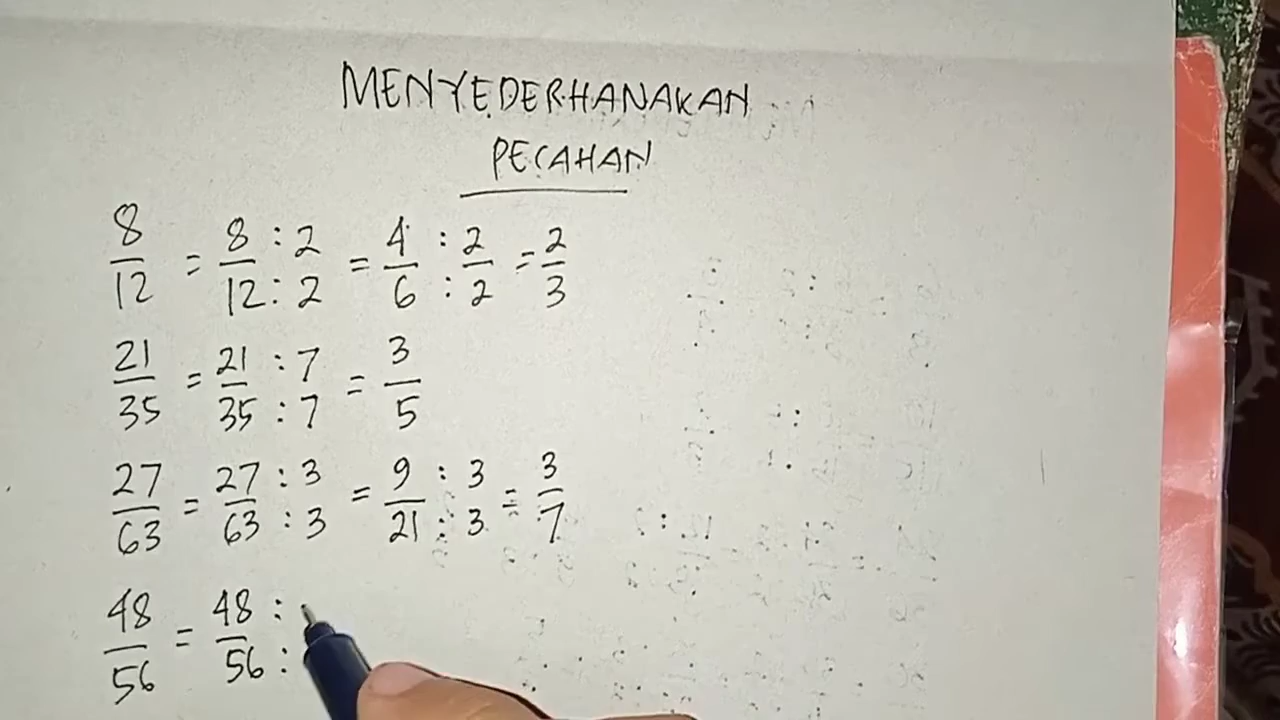 MENYEDERHANAKAN
PECAHAN
8/12 = 8 : 2 / 12 : 2 = 4 : 2 / 6 : 2 = 2/3
21/35 = 21 : 7 / 35 : 7 = 3/5
27/63 = 27 : 3 / 63 : 3 = 9 : 3 / 21 : 3 = 3/7
48/56 = 48 : / 56 :